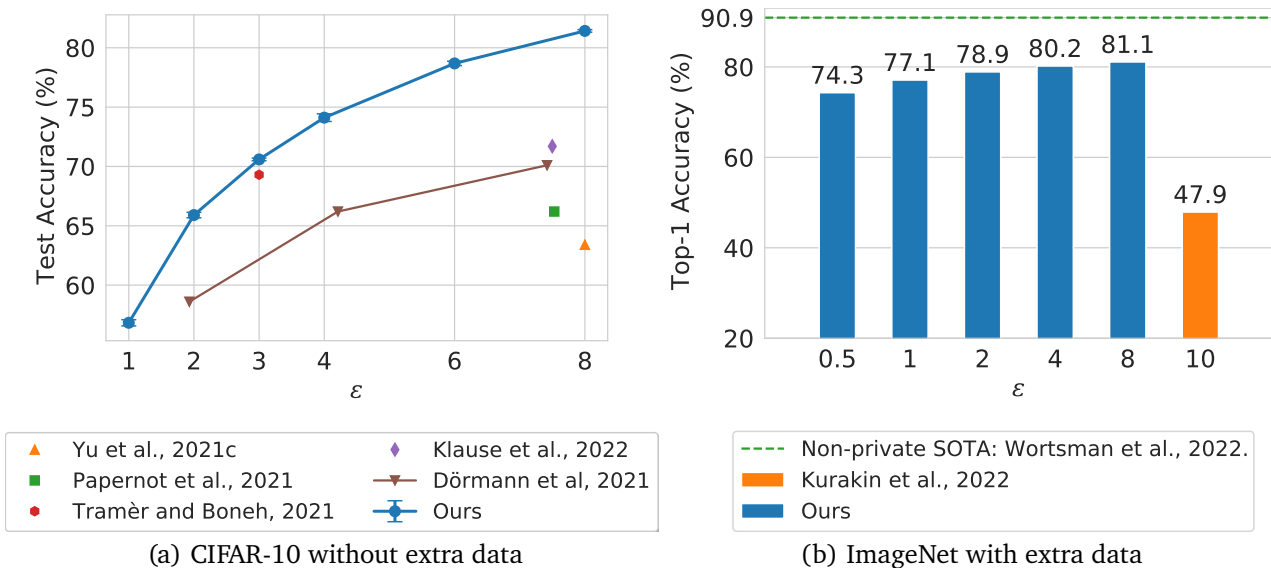 Test Accuracy (%)
80
75
70
65
60
1 2 3 4 6 8
ε
Yu et al., 2021c
Papernot et al., 2021
Tramèr and Boneh, 2021
Klause et al., 2022
Dörmann et al, 2021
Ours
(a) CIFAR-10 without extra data
Top-1 Accuracy (%)
90.9
80
60
40
20
74.3 77.1 78.9 80.2 81.1 47.9
0.5 1 2 4 8 10
ε
Non-private SOTA: Wortsman et al., 2022.
Kurakin et al., 2022
Ours
(b) ImageNet with extra data